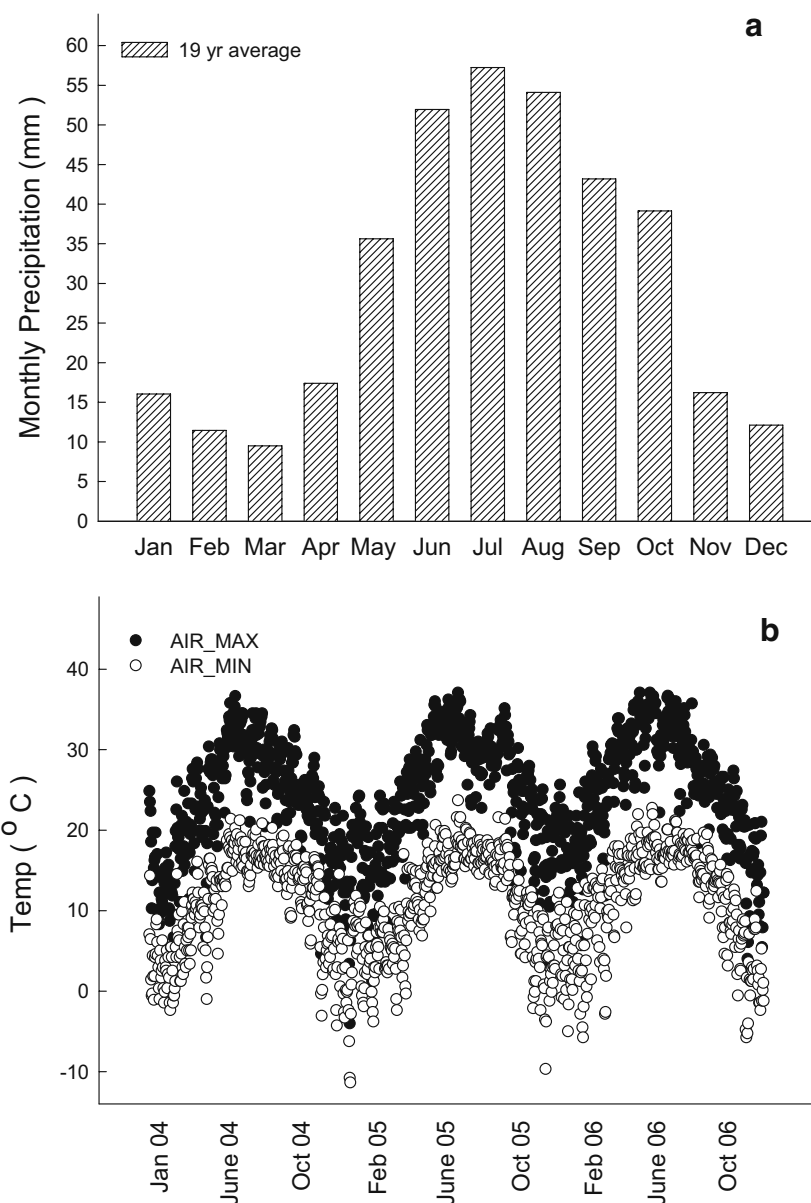 a
19 yr average
Monthly Precipitation (mm )
60
55
50
45
40
35
30
25
20
15
10
5
0
Jan Feb Mar Apr May Jun Jul Aug Sep Oct Nov Dec
b
AIR_MAX
AIR_MIN
Temp ( O C )
40
30
20
10
0
-10
Jan 04 June 04 Oct 04 Feb 05 June 05 Oct 05 Feb 06 June 06 Oct 06